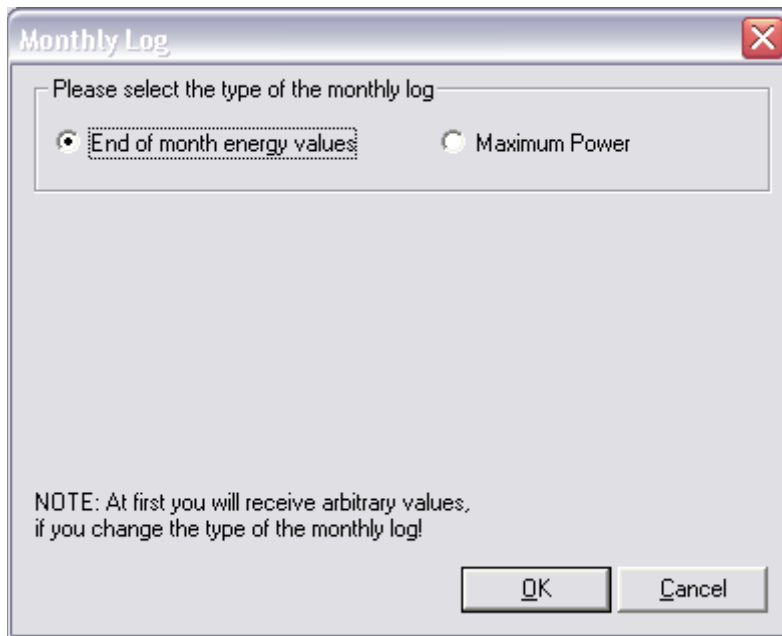 Monthly Log
Please select the type of the monthly log
End of month energy values Maximum Power
NOTE: At first you will receive arbitrary values,
if you change the type of the monthly log!
OK Cancel